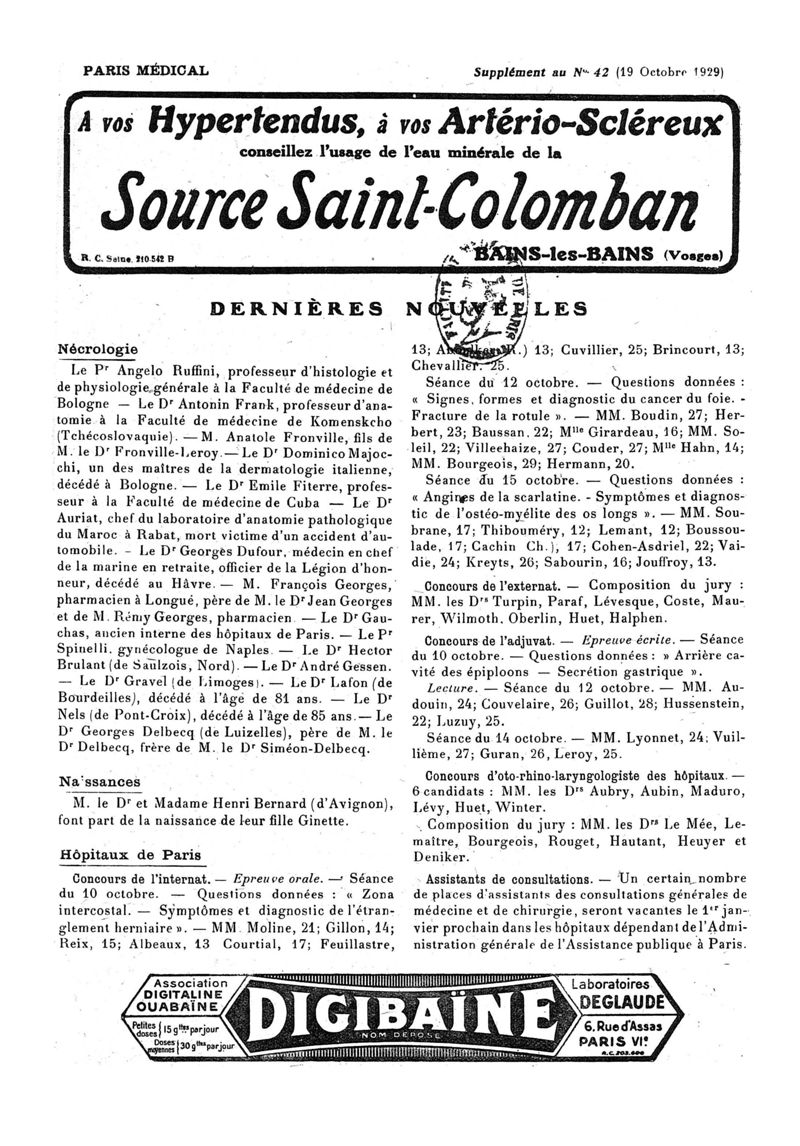 PARIS MÉDICAL
Supplément au No 42 (19 Octobre 1929)
A vos Hypertendus, à vos Artério-Scléreux
conseillez l'usage de l'eau minérale de la
Source Saint-Colomban
R. C. Seine. 210-542 B
BAINS-les-BAINS (Vosges)
DERNIÈRES NOUVELLES
Nécrologie
Le Pr Angelo Ruffini, professeur d'histologie et
de physiologie générale à la Faculté de médecine de
Bologne — Le Dr Antonin Frank, professeur d'ana-
tomie à la Faculté de médecine de Komenskcho
(Tchécoslovaquie). — M. Anatole Fronville, fils de
M. le Dr Fronville-Leroy. — Le Dr Dominico Majoc-
chi, un des maîtres de la dermatologie italienne,
décédé à Bologne. — Le Dr Emile Fiterre, profes-
seur à la Faculté de médecine de Cuba — Le Dr
Auriat, chef du laboratoire d'anatomie pathologique
du Maroc à Rabat, mort victime d'un accident d'au-
tomobile. - Le Dr Georges Dufour, médecin en chef
de la marine en retraite, officier de la Légion d'hon-
neur, décédé au Hâvre. — M. François Georges,
pharmacien à Longué, père de M. le Dr Jean Georges
et de M. Rémy Georges, pharmacien — Le Dr Gau-
chas, ancien interne des hôpitaux de Paris. — Le Pr
Spinelli, gynécologue de Naples — Le Dr Hector
Brulant (de Saulzois, Nord). — Le Dr André Gessen.
— Le Dr Gravel (de Limoges). — Le Dr Lafon (de
Bourdeilles), décédé à l'âge de 81 ans. — Le Dr
Nels (de Pont-Croix), décédé à l'âge de 85 ans. — Le
Dr Georges Delbecq (de Luizelles), père de M. le
Dr Delbecq, frère de M. le Dr Siméon-Delbecq.
Naissances
M. le Dr et Madame Henri Bernard (d'Avignon),
font part de la naissance de leur fille Ginette.
Hôpitaux de Paris
Concours de l'internat. — Epreuve orale. — Séance
du 10 octobre. — Questions données : « Zona
intercostal. — Symptômes et diagnostic de l'étran-
glement herniaire ». — MM. Moline, 21; Gillon, 14;
Reix, 15; Albeaux, 13 Courtial, 17; Feuillastre,
13; R.) 13; Cuvillier, 25; Brincourt, 13;
Chevallier. 25.
Séance du 12 octobre. — Questions données :
« Signes, formes et diagnostic du cancer du foie. -
Fracture de la rotule ». — MM. Boudin, 27; Her-
bert, 23; Baussan, 22; Mlle Girardeau, 16; MM. So-
leil, 22; Villeehaize, 27; Couder, 27; Mlle Hahn, 14;
MM. Bourgeois, 29; Hermann, 20.
Séance du 15 octobre. — Questions données :
« Angines de la scarlatine. - Symptômes et diagnos-
tic de l'ostéo-myélite des os longs ». — MM. Sou-
brane, 17; Thibouméry, 12; Lemant, 12; Boussou-
lade, 17; Cachin Ch.), 17; Cohen-Asdriel, 22; Vai-
die, 24; Kreyts, 26; Sabourin, 16; Jouffroy, 13.
Concours de l'externat. — Composition du jury :
MM. les Drs Turpin, Paraf, Lévesque, Coste, Mau-
rer, Wilmoth, Oberlin, Huet, Halphen.
Concours de l'adjuvat. — Epreuve écrite. — Séance
du 10 octobre. — Questions données : » Arrière ca-
vité des épiploons — Secrétion gastrique ».
Lecture. — Séance du 12 octobre. — MM. Au-
douin, 24; Couvelaire, 26; Guillot, 28; Hussenstein,
22; Luzuy, 25.
Séance du 14 octobre. — MM. Lyonnet, 24; Vuil-
lième, 27; Guran, 26, Leroy, 25.
Concours d'oto-rhino-laryngologiste des hôpitaux. —
6 candidats : MM. les Drs Aubry, Aubin, Maduro,
Lévy, Huet, Winter.
Composition du jury : MM. les Drs Le Mée, Le-
maître, Bourgeois, Rouget, Hautant, Heuyer et
Deniker.
Assistants de consultations. — Un certain nombre
de places d'assistants des consultations générales de
médecine et de chirurgie, seront vacantes le 1er jan-
vier prochain dans les hôpitaux dépendant de l'Admi-
nistration générale de l'Assistance publique à Paris.
Association
DIGITALINE
OUABAÏNE
Petites doses 15 gttes par jour
Doses moyennes 30 gttes par jour
DIGIBAÏNE
NOM DÉPOSÉ
Laboratoires
DEGLAUDE
6. Rue d'Assas
PARIS VIe
R.C. 203.606